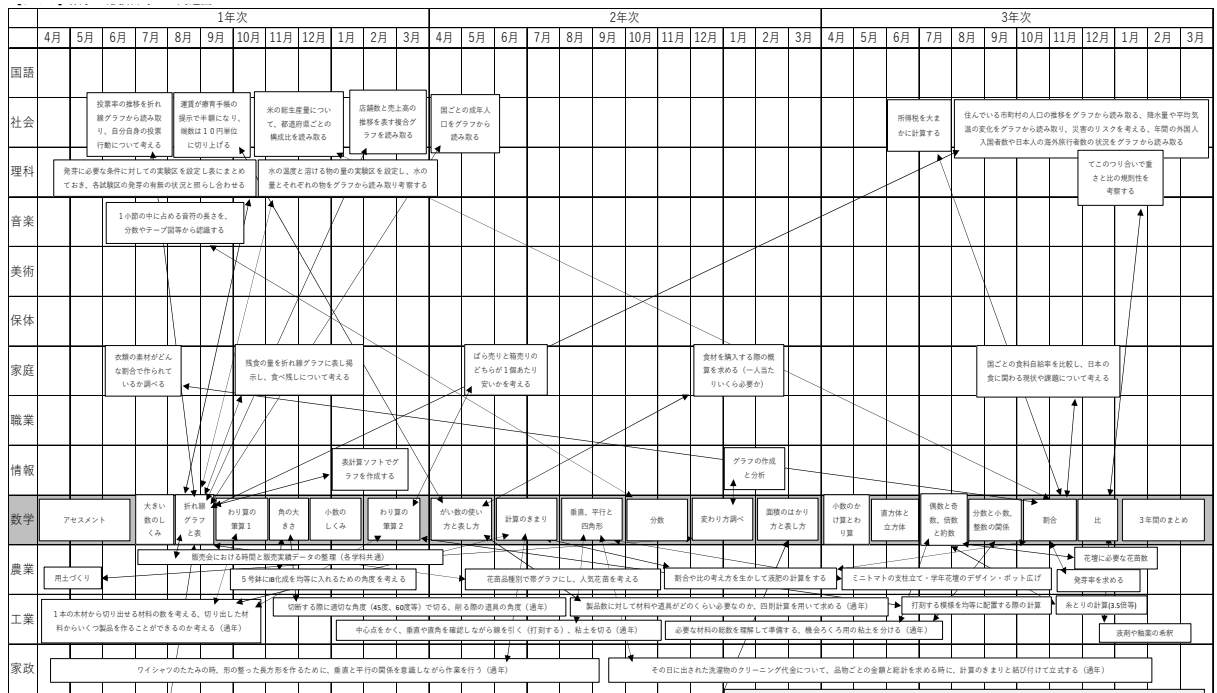 1年次
2年次
3年次
4月 5月 6月 7月 8月 9月 10月 11月 12月 1月 2月 3月
4月 5月 6月 7月 8月 9月 10月 11月 12月 1月 2月 3月
4月 5月 6月 7月 8月 9月 10月 11月 12月 1月 2月 3月
国語
社会
投票率の推移を折れ
線グラフから読み取
り、自分自身の投票
行動について考える
運賃が療育手帳の
提示で半額になり、
端数は10円単位
に切り上げる
米の総生産量につい
て、都道府県ごとの
構成比を読み取る
店舗数と売上高の
推移を表す複合グ
ラフを読み取る
国ごとの成年人
口をグラフから
読み取る
所得税を大ま
かに計算する
住んでいる市町村の人口の推移をグラフから読み取る、降水量や平均気
温の変化をグラフから読み取り、災害のリスクを考える、年間の外国人
入国者数や日本人の海外旅行者数の状況をグラフから読み取る
理科
発芽に必要な条件に対しての実験区を設定し表にまとめ
ておき、各試験区の発芽の有無の状況と照らし合わせる
水の温度と溶ける物の量の実験区を設定し、水の
量とそれぞれの物をグラフから読み取り考察する
てこのつり合いで重
さと比の規則性を
考察する
音楽
1小節の中に占める音符の長さを、
分数やテープ図等から認識する
美術
保体
家庭
衣類の素材がどん
な割合で作られて
いるか調べる
残食の量を折れ線グラフに表し掲
示し、食べ残しについて考える
ばら売りと箱売りの
どちらが1個あたり
安いかを考える
食材を購入する際の概
算を求める（一人当た
りいくら必要か）
国ごとの食料自給率を比較し、日本の
食に関わる現状や課題について考える
職業
情報
表計算ソフトでグ
ラフを作成する
グラフの作成
と分析
数学
アセスメント
大きい
数のし
くみ
折れ線
グラフ
と表
わり算の
筆算1
角の大
きさ
小数の
しくみ
わり算の
筆算2
がい数の使い
方と表し方
計算のきまり
垂直、平行と
四角形
分数
変わり方調べ
面積のはかり
方と表し方
小数のか
け算とわ
り算
直方体と
立方体
偶数と奇
数、倍数
と約数
分数と小数、
整数の関係
割合
比
3年間のまとめ
農業
販売会における時間と販売実績データの整理（各学科共通）
花壇に必要な花苗数
用土づくり
5号鉢にIB化成を均等に入れるための角度を考える
花苗品種別で帯グラフにし、人気花苗を考える
割合や比の考え方を生かして液肥の計算をする
ミニトマトの支柱立て・学年花壇のデザイン・ポット広げ
発芽率を求める
工業
1本の木材から切り出せる材料の数を考える、切り出した材
料からいくつ製品を作ることができるのか考える（通年）
切断する際に適切な角度（45度、60度等）で切る、削る際の道具の角度（通年）
製品数に対して材料や道具がどのくらい必要なのか、四則計算を用いて求める（通年）
打刻する模様を均等に配置する際の計算
糸とりの計算(3.5倍等)
中心点をかく、垂直や直角を確認しながら線を引く（打刻する）、粘土を切る（通年）
必要な材料の総数を理解して準備する、機会ろくろ用の粘土を分ける（通年）
液剤や釉薬の希釈
家政
ワイシャツのたたみの時、形の整った長方形を作るために、垂直と平行の関係を意識しながら作業を行う（通年）
その日に出された洗濯物のクリーニング代金について、品物ごとの金額と総計を求める時に、計算のきまりと結び付けて立式する（通年）